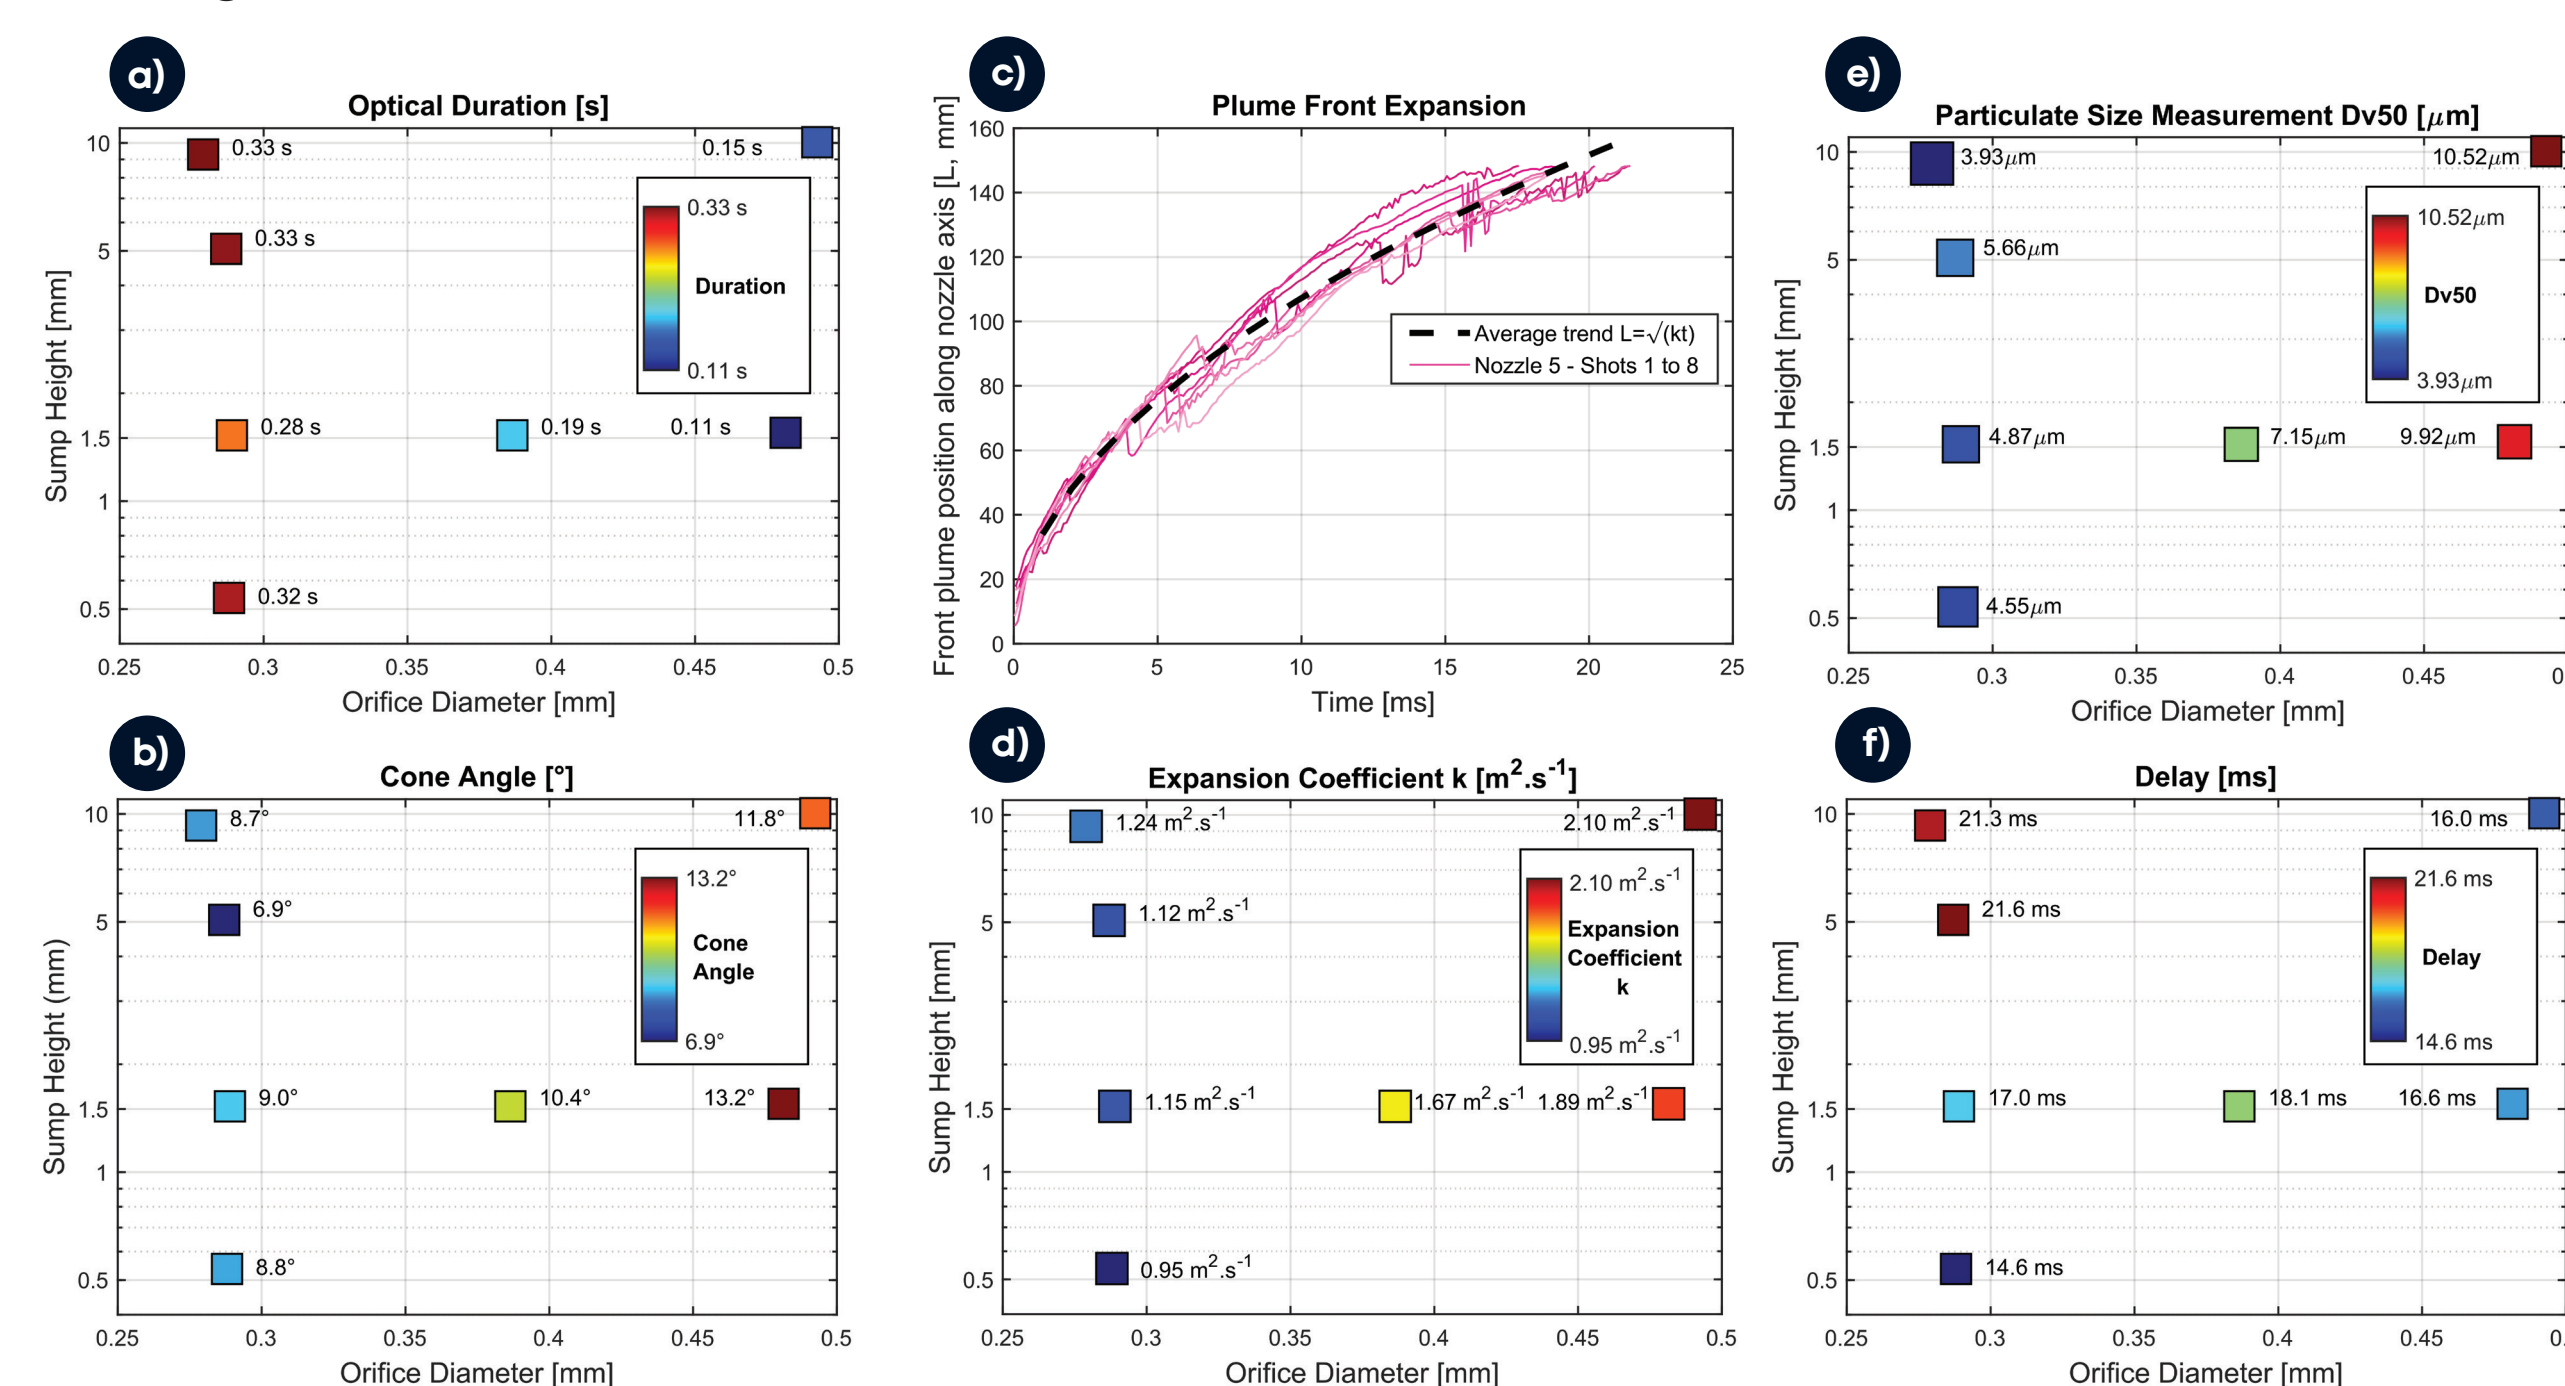 a)
Optical Duration [s]
10
5
1.5
1
0.5
Sump Height [mm]
0.33 s
0.15 s
0.33 s
0.28 s
0.19 s
0.11 s
0.32 s
0.33 s
Duration
0.11 s
0.25
0.3
0.35
0.4
0.45
0.5
Orifice Diameter [mm]
b)
Cone Angle [°]
10
5
1.5
1
0.5
Sump Height (mm)
8.7°
11.8°
6.9°
9.0°
10.4°
13.2°
8.8°
13.2°
Cone
Angle
6.9°
0.25
0.3
0.35
0.4
0.45
0.5
Orifice Diameter [mm]
c)
Plume Front Expansion
160
140
120
100
80
60
40
20
0
Front plume position along nozzle axis [L, mm]
Average trend L=√(kt)
Nozzle 5 - Shots 1 to 8
0
5
10
15
20
25
Time [ms]
d)
Expansion Coefficient k [m².s⁻¹]
10
5
1.5
1
0.5
Sump Height [mm]
1.24 m².s⁻¹
2.10 m².s⁻¹
1.12 m².s⁻¹
1.15 m².s⁻¹
1.67 m².s⁻¹
1.89 m².s⁻¹
0.95 m².s⁻¹
2.10 m².s⁻¹
Expansion
Coefficient
k
0.95 m².s⁻¹
0.25
0.3
0.35
0.4
0.45
0.5
Orifice Diameter [mm]
e)
Particulate Size Measurement Dv50 [μm]
10
5
1.5
1
0.5
Sump Height [mm]
3.93μm
10.52μm
5.66μm
4.87μm
7.15μm
9.92μm
4.55μm
10.52μm
Dv50
3.93μm
0.25
0.3
0.35
0.4
0.45
Orifice Diameter [mm]
f)
Delay [ms]
10
5
1.5
1
0.5
Sump Height [mm]
21.3 ms
16.0 ms
21.6 ms
17.0 ms
18.1 ms
16.6 ms
14.6 ms
21.6 ms
Delay
14.6 ms
0.25
0.3
0.35
0.4
0.45
Orifice Diameter [mm]